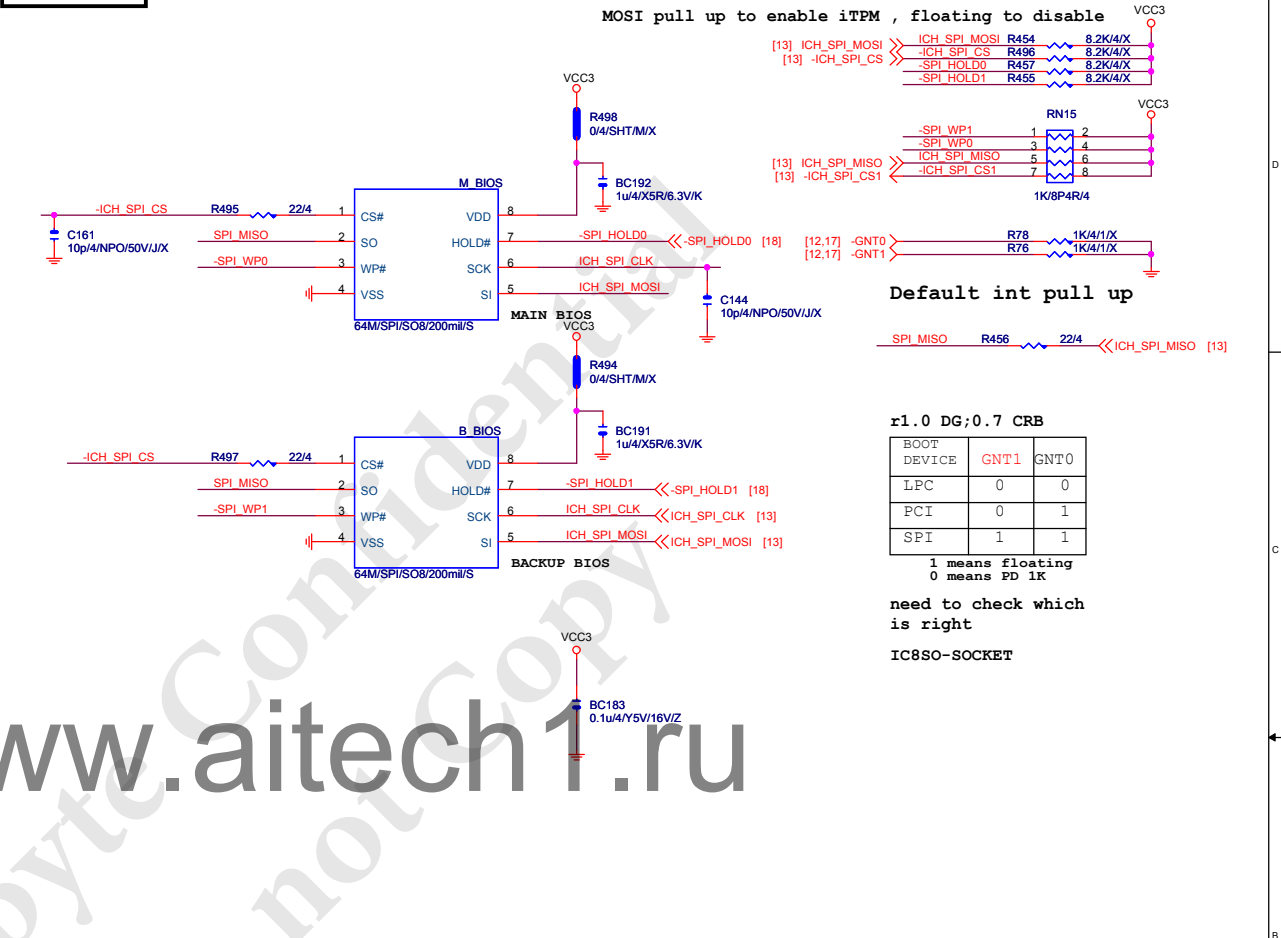 MOSI pull up to enable iTPM , floating to disable
VCC3
[13] ICH_SPI_MOSI
ICH_SPI_MOSI R454 8.2K/4/X
[13] -ICH_SPI_CS
-ICH_SPI_CS R496 8.2K/4/X
-SPI_HOLD0 R457 8.2K/4/X
-SPI_HOLD1 R455 8.2K/4/X
VCC3
RN15
-SPI_WP1 1 2
-SPI_WP0 3 4
[13] ICH_SPI_MISO ICH_SPI_MISO 5 6
[13] -ICH_SPI_CS1 -ICH_SPI_CS1 7 8
1K/8P4R/4
[12,17] -GNT0 R78 1K/4/1/X
[12,17] -GNT1 R76 1K/4/1/X
Default int pull up
SPI_MISO R456 22/4 ICH_SPI_MISO [13]
VCC3
R498
0/4/SHT/M/X
BC192
1u/4/X5R/6.3V/K
M_BIOS
-ICH_SPI_CS R495 22/4 1 CS# VDD 8
C161
10p/4/NPO/50V/J/X
SPI_MISO 2 SO HOLD# 7 -SPI_HOLD0 -SPI_HOLD0 [18]
-SPI_WP0 3 WP# SCK 6 ICH_SPI_CLK
4 VSS SI 5 ICH_SPI_MOSI
C144
10p/4/NPO/50V/J/X
64M/SPI/SO8/200mil/S
MAIN BIOS
VCC3
R494
0/4/SHT/M/X
BC191
1u/4/X5R/6.3V/K
B_BIOS
-ICH_SPI_CS R497 22/4 1 CS# VDD 8
SPI_MISO 2 SO HOLD# 7 -SPI_HOLD1 -SPI_HOLD1 [18]
-SPI_WP1 3 WP# SCK 6 ICH_SPI_CLK ICH_SPI_CLK [13]
4 VSS SI 5 ICH_SPI_MOSI ICH_SPI_MOSI [13]
64M/SPI/SO8/200mil/S
BACKUP BIOS
r1.0 DG;0.7 CRB
BOOT DEVICE GNT1 GNT0
LPC 0 0
PCI 0 1
SPI 1 1
1 means floating
0 means PD 1K
need to check which
is right
IC8SO-SOCKET
VCC3
BC183
0.1u/4/Y5V/16V/Z
ww.aitech1.ru
byte Confidential
not Copy
D
C
B